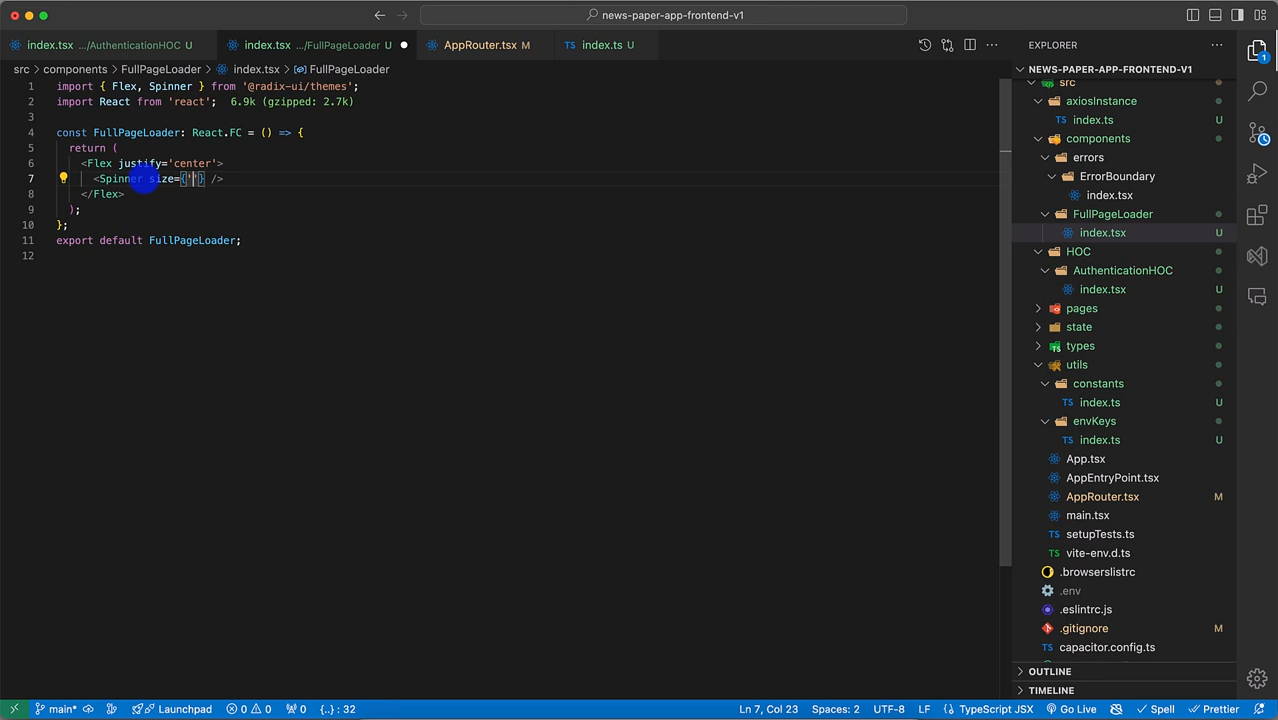 news-paper-app-frontend-v1
index.tsx .../AuthenticationHOC U
index.tsx .../FullPageLoader U
AppRouter.tsx M
TS index.ts U
EXPLORER
src > components > FullPageLoader > index.tsx > FullPageLoader
1 import { Flex, Spinner } from '@radix-ui/themes';
2 import React from 'react'; 6.9k (gzipped: 2.7k)
3
4 const FullPageLoader: React.FC = () => {
5 return (
6 <Flex justify='center'>
7 <Spinner size={''} />
8 </Flex>
9 );
10 };
11 export default FullPageLoader;
12
NEWS-PAPER-APP-FRONTEND-V1
src
axiosInstance
TS index.ts U
components
errors
ErrorBoundary
index.tsx U
FullPageLoader
index.tsx U
HOC
AuthenticationHOC
index.tsx U
pages
state
types
utils
constants
TS index.ts U
envKeys
TS index.ts U
App.tsx
AppEntryPoint.tsx
AppRouter.tsx M
main.tsx
setupTests.ts
vite-env.d.ts
.browserslistrc
.env
.eslintrc.js
.gitignore M
TS capacitor.config.ts
OUTLINE
TIMELINE
1
main* Launchpad 0 0 0 {..} : 32
Ln 7, Col 23 Spaces: 2 UTF-8 LF TypeScript JSX Go Live Spell Prettier